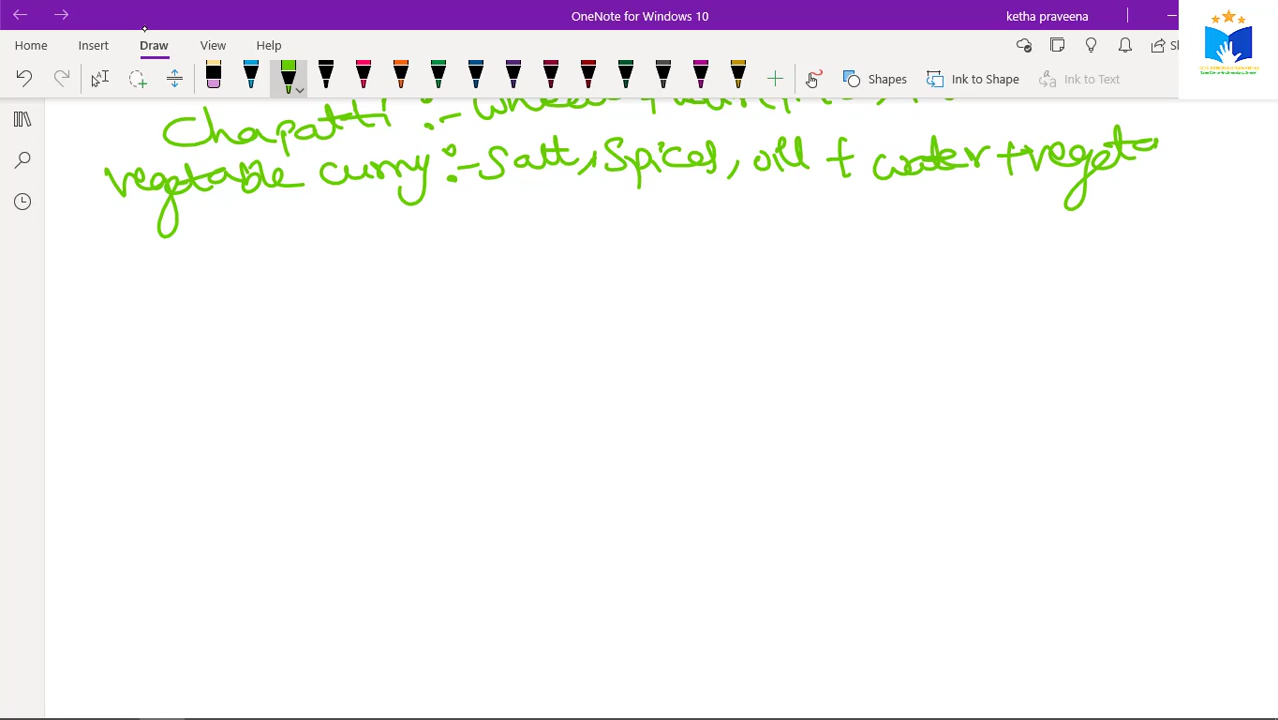 OneNote for Windows 10
ketha praveena
Home Insert Draw View Help
Shapes
Ink to Shape
Ink to Text
Chapatti :-
vegetable curry :- Salt, Spices, oil + water + vegeta